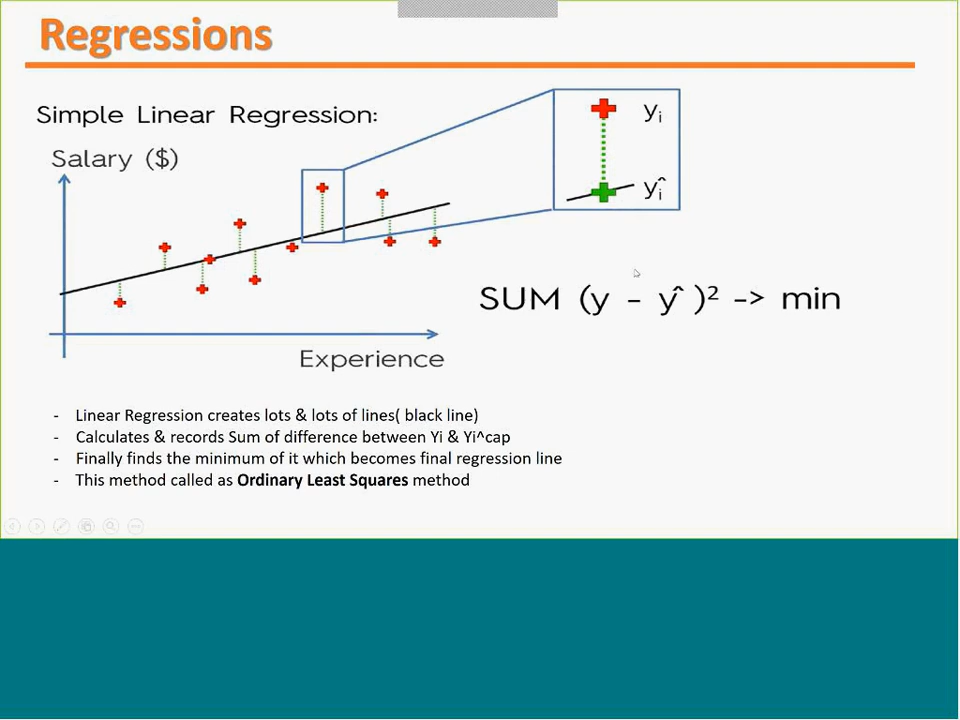 Regressions
Simple Linear Regression:
Salary ($)
yᵢ
yᵢ^
SUM (y - y^ )² -> min
Experience
- Linear Regression creates lots & lots of lines( black line)
- Calculates & records Sum of difference between Yi & Yi^cap
- Finally finds the minimum of it which becomes final regression line
- This method called as Ordinary Least Squares method